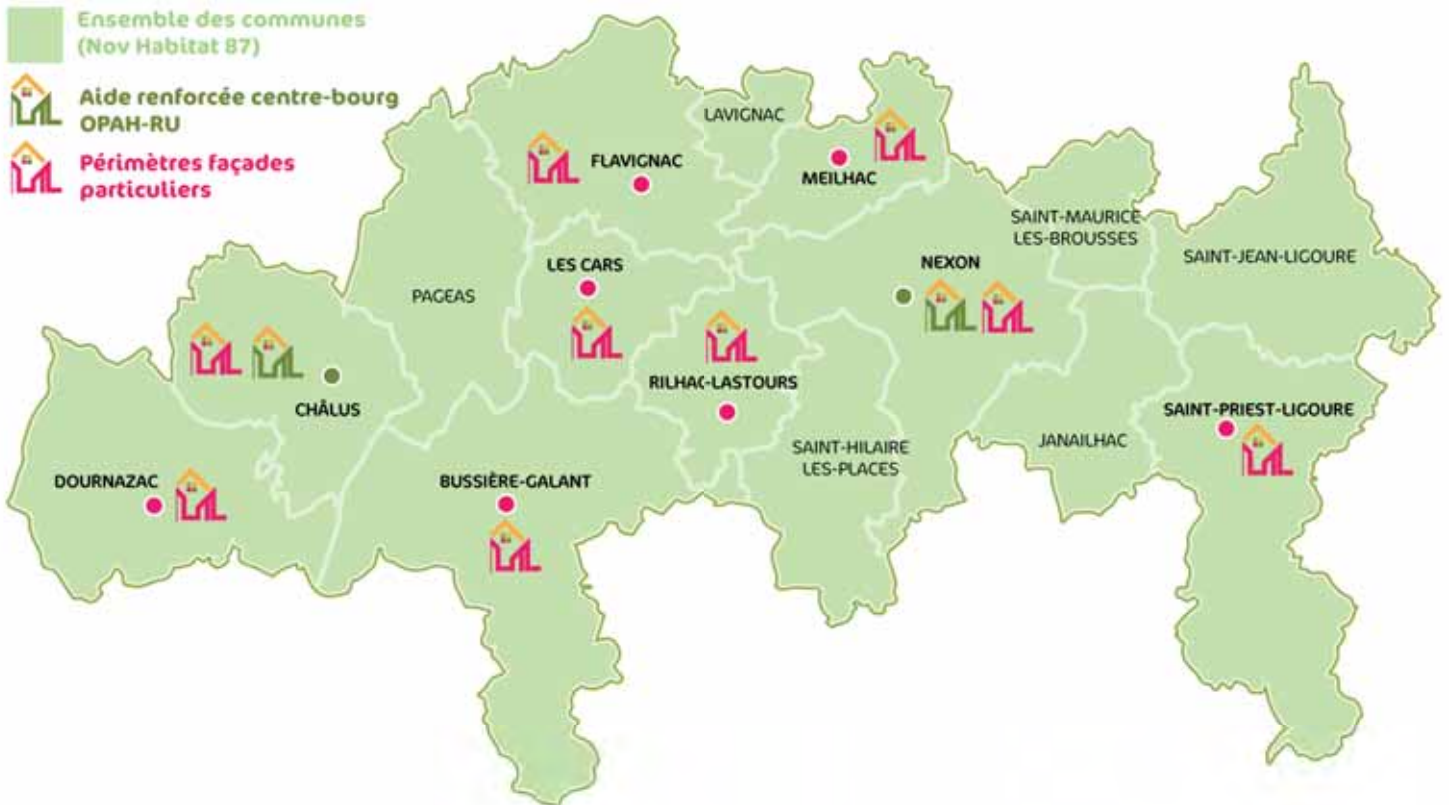 Ensemble des communes
(Nov Habitat 87)
Aide renforcée centre-bourg
OPAH-RU
Périmètres façades
particuliers
LAVIGNAC
FLAVIGNAC
MEILHAC
SAINT-MAURICE
LES-BROUSSES
SAINT-JEAN-LIGOURE
LES CARS
NEXON
PAGEAS
RILHAC-LASTOURS
CHÂLUS
SAINT-PRIEST-LIGOURE
SAINT-HILAIRE
LES-PLACES
JANAILHAC
DOURNAZAC
BUSSIÈRE-GALANT